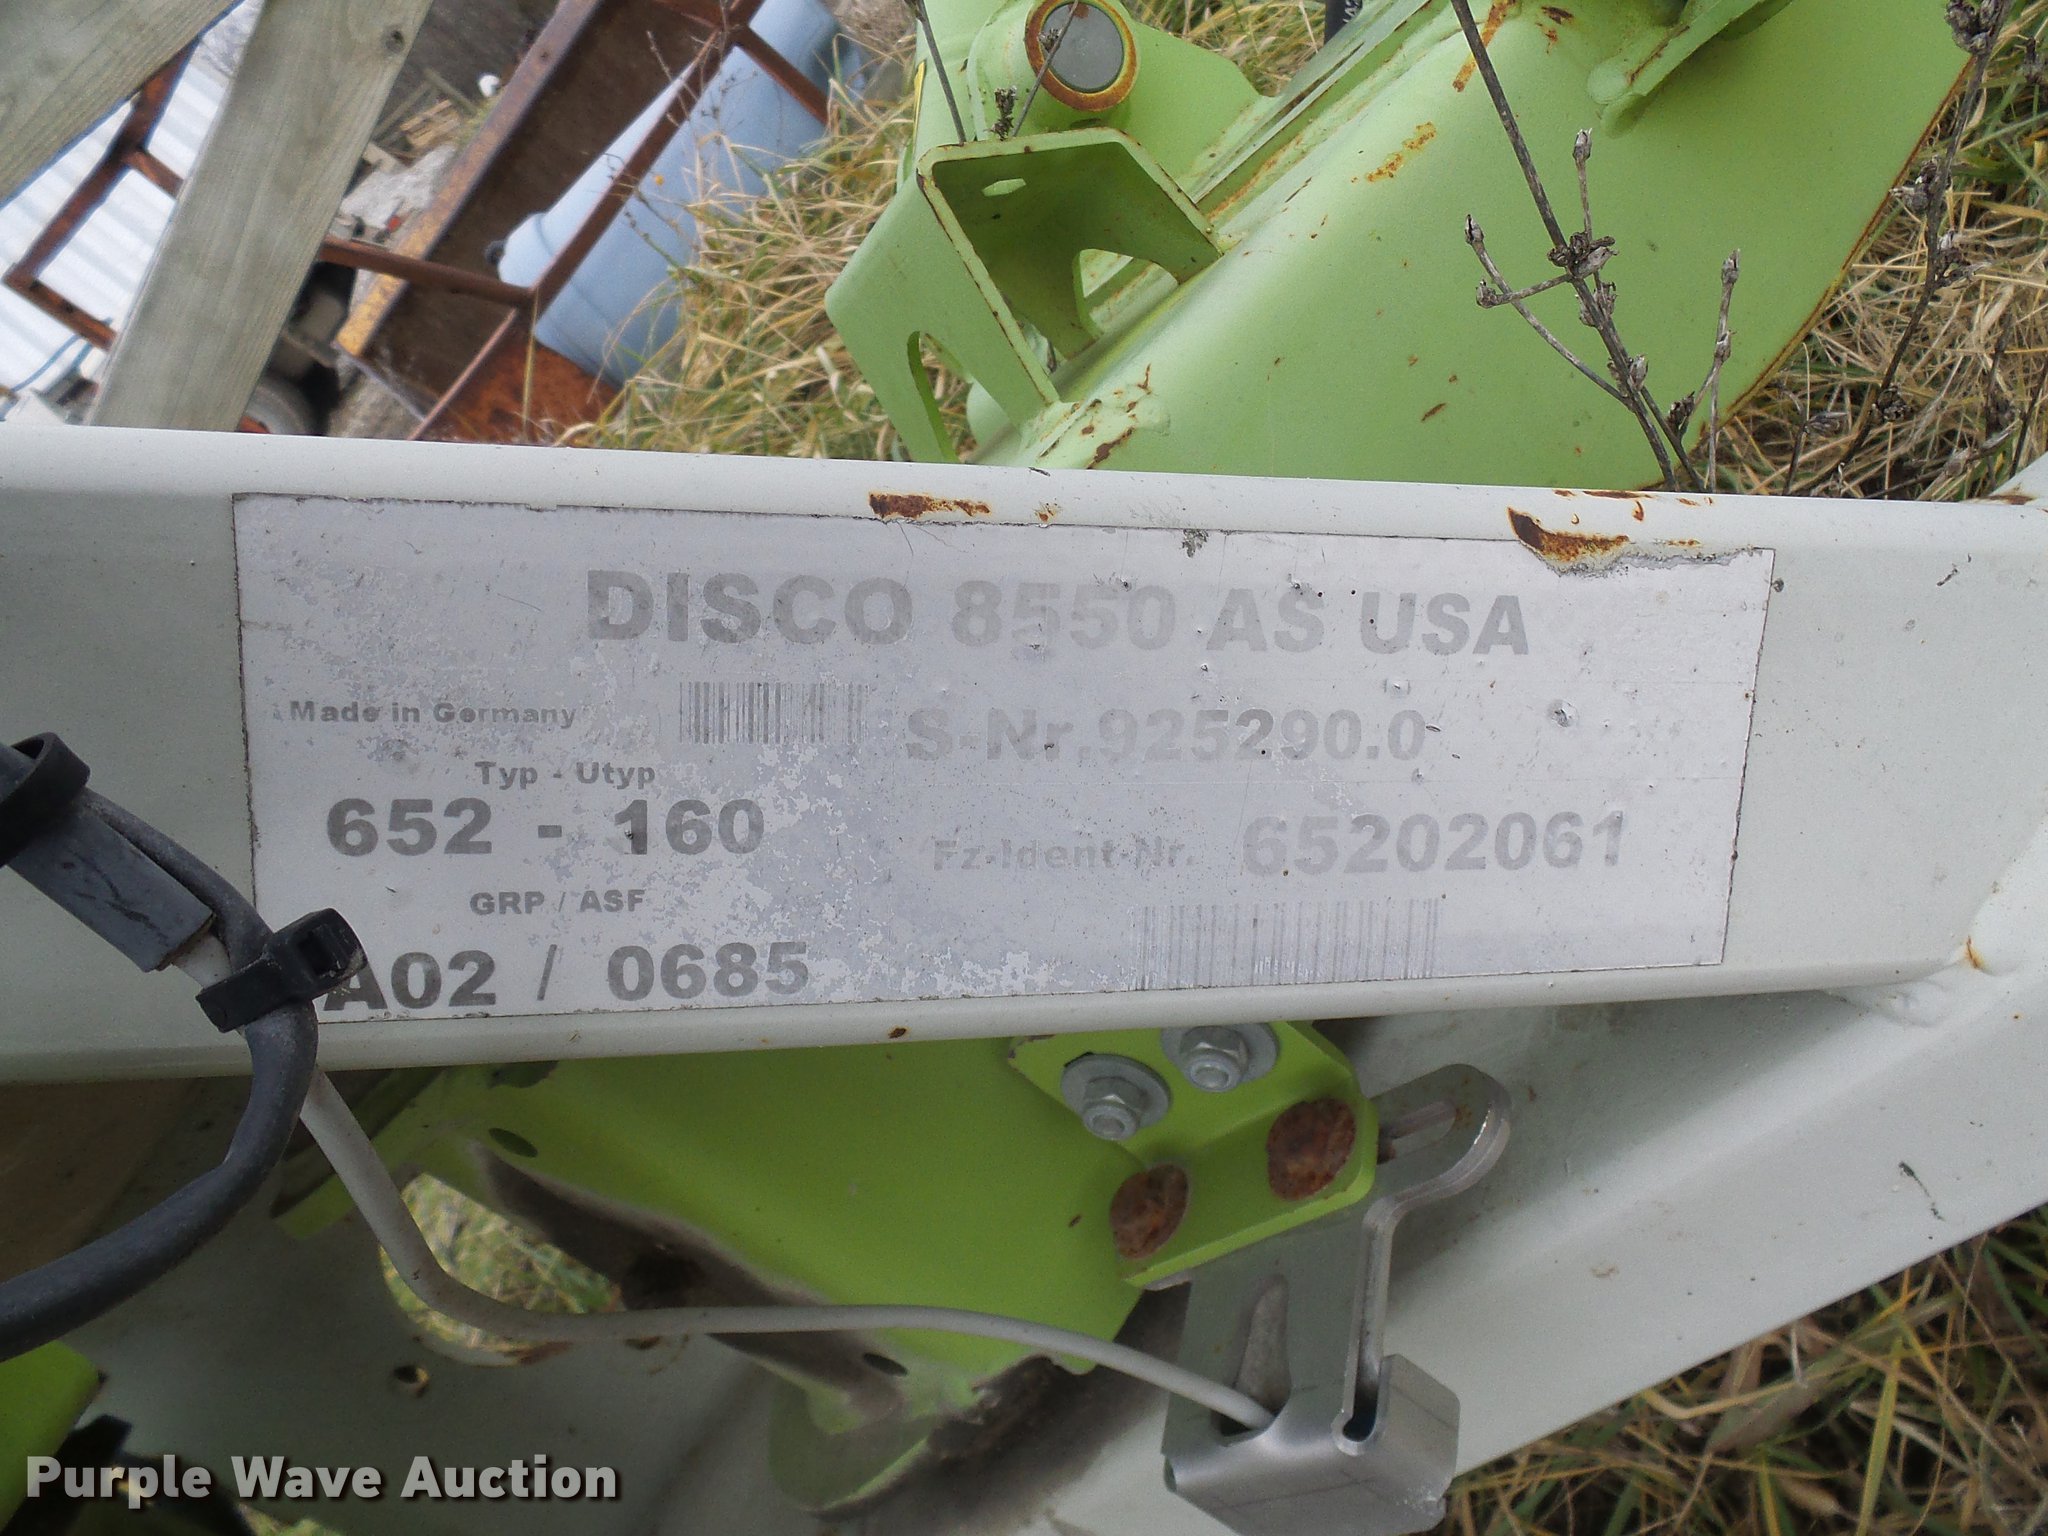 DISCO 8550 AS USA
Made in Germany
S-Nr.925290.0
Typ - Utyp
652 - 160
Fz-Ident-Nr. 65202061
GRP / ASF
A02 / 0685
Purple Wave Auction